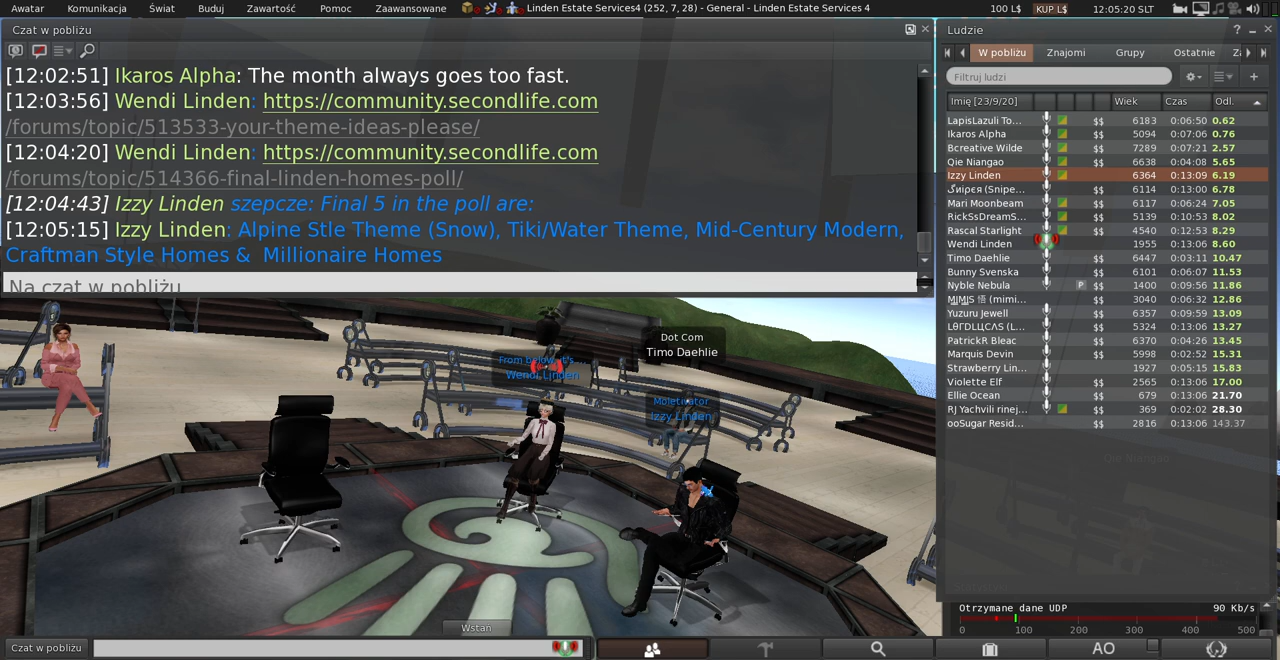 Awatar Komunikacja Świat Buduj Zawartość Pomoc Zaawansowane Linden Estate Services4 (252, 7, 28) - General - Linden Estate Services 4 100 L$ KUP L$ 12:05:20 SLT
Czat w pobliżu
[12:02:51] Ikaros Alpha: The month always goes too fast.
[12:03:56] Wendi Linden: https://community.secondlife.com
/forums/topic/513533-your-theme-ideas-please/
[12:04:20] Wendi Linden: https://community.secondlife.com
/forums/topic/514366-final-linden-homes-poll/
[12:04:43] Izzy Linden szepcze: Final 5 in the poll are:
[12:05:15] Izzy Linden: Alpine Stle Theme (Snow), Tiki/Water Theme, Mid-Century Modern,
Craftman Style Homes & Millionaire Homes
Na czat w pobliżu
Dot Com
Timo Daehlie
From below, it's...
Wendi Linden
Moletivator
Izzy Linden
Wstań
Czat w pobliżu
Ludzie
W pobliżu Znajomi Grupy Ostatnie
Filtruj ludzi
Imię [23/9/20] Wiek Czas Odl.
LapisLazuli To... $$ 6183 0:06:50 0.62
Ikaros Alpha $$ 5094 0:07:06 0.76
Bcreative Wilde $$ 7289 0:07:21 2.57
Qie Niangao $$ 6638 0:04:08 5.65
Izzy Linden 6364 0:13:09 6.19
(Snipe... $$ 6114 0:13:00 6.78
Mari Moonbeam $$ 6117 0:06:24 7.05
RickSsDreamS... $$ 5139 0:10:53 8.02
Rascal Starlight $$ 4540 0:12:53 8.29
Wendi Linden 1955 0:13:06 8.60
Timo Daehlie $$ 6447 0:03:11 10.47
Bunny Svenska $$ 6101 0:06:07 11.53
Nyble Nyble P $$ 1400 0:09:56 11.86
(mimi... $$ 3040 0:06:32 12.86
Yuzuru Jewell $$ 6357 0:09:59 13.09
(L... $$ 5324 0:13:06 13.27
PatrickR Bleac $$ 6370 0:04:26 13.45
Marquis Devin $$ 5998 0:02:52 15.31
Strawberry Lin... 1927 0:05:15 15.83
Violette Elf $$ 2565 0:13:06 17.00
Ellie Ocean $$ 679 0:13:06 21.70
RJ Yachvili rinej... $$ 369 0:02:02 28.30
ooSugar Resid... $$ 2816 0:13:06 143.37
Qie Niangao
Otrzymane dane UDP 90 Kb/s
0 100 200 300 400 500
AO